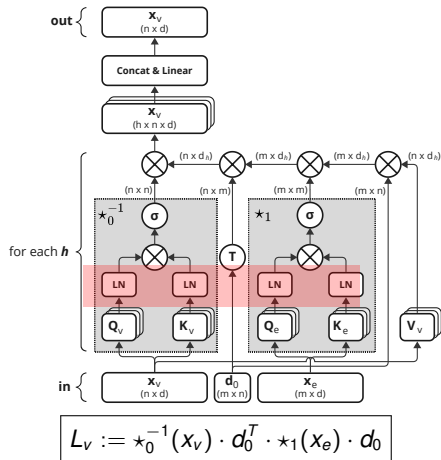 out
x_v
(n x d)
Concat & Linear
x_v
(h x n x d)
(n x d_h)
(m x d_h)
(m x d_h)
(n x d_h)
(n x n)
(n x m)
(m x m)
(m x n)
⋆_0^{-1}
σ
⋆_1
σ
for each h
T
LN
LN
LN
LN
Q_v
K_v
Q_e
K_e
V_v
in
x_v
(n x d)
d_0
(m x n)
x_e
(m x d)
L_v := ⋆_0^{-1}(x_v) · d_0^T · ⋆_1(x_e) · d_0